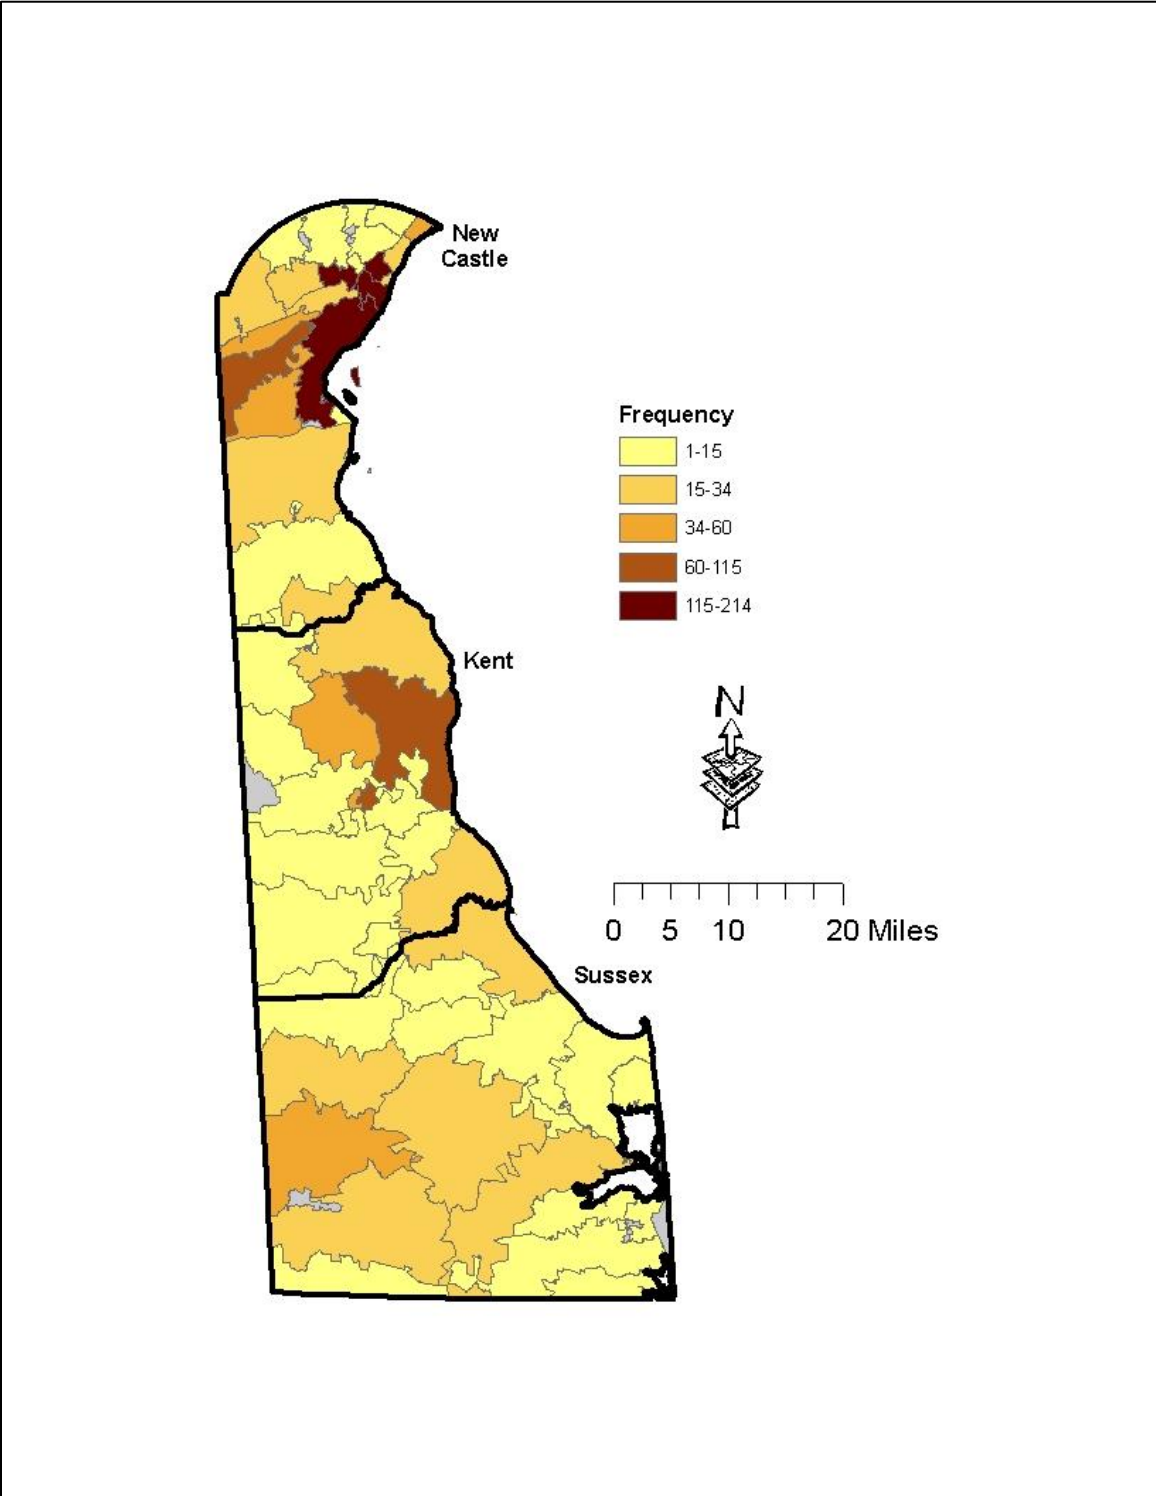 New
Castle
Frequency
1-15
15-34
34-60
60-115
115-214
Kent
N
0 5 10 20 Miles
Sussex